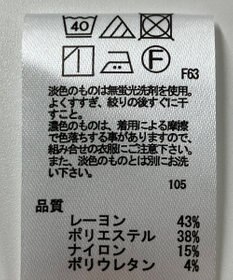 40
F
F63
淡色のものは無蛍光洗剤を使用。
よくすすぎ、絞りの後すぐに干
すこと。
濃色のものは、着用による摩擦
で色落ちする事がありますので、
組み合せの衣服にご注意下さい。
また、淡色のものとは別にお洗
い下さい。
105
品質
レーヨン 43%
ポリエステル 38%
ナイロン 15%
ポリウレタン 4%